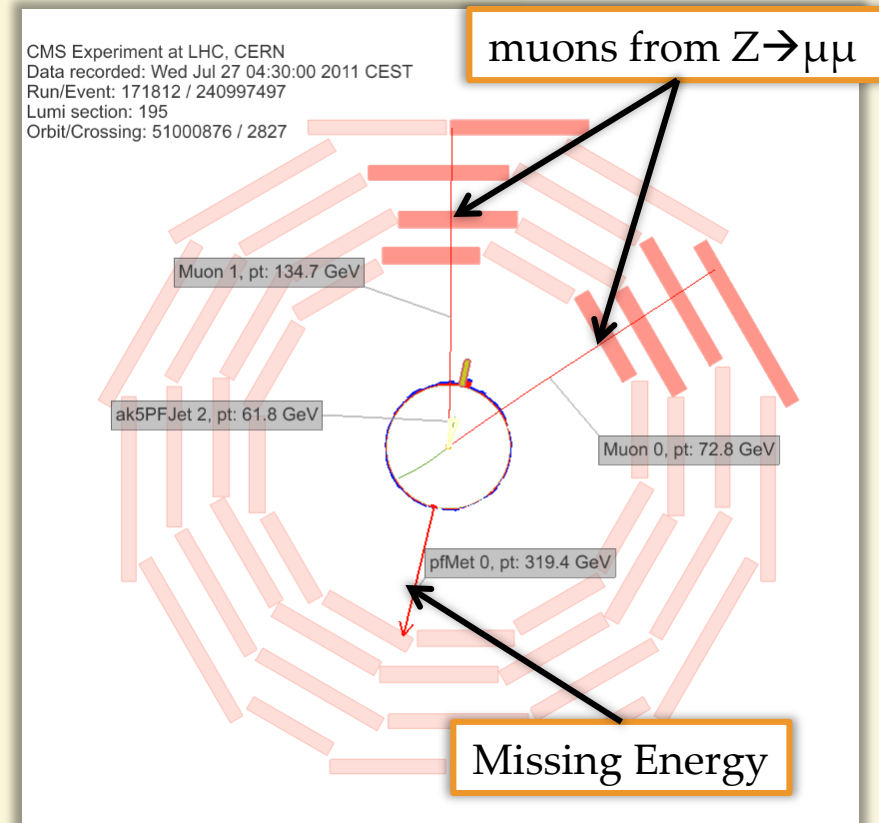 muons from Z→μμ
CMS Experiment at LHC, CERN
Data recorded: Wed Jul 27 04:30:00 2011 CEST
Run/Event: 171812 / 240997497
Lumi section: 195
Orbit/Crossing: 51000876 / 2827
Muon 1, pt: 134.7 GeV
ak5PFJet 2, pt: 61.8 GeV
Muon 0, pt: 72.8 GeV
pfMet 0, pt: 319.4 GeV
Missing Energy